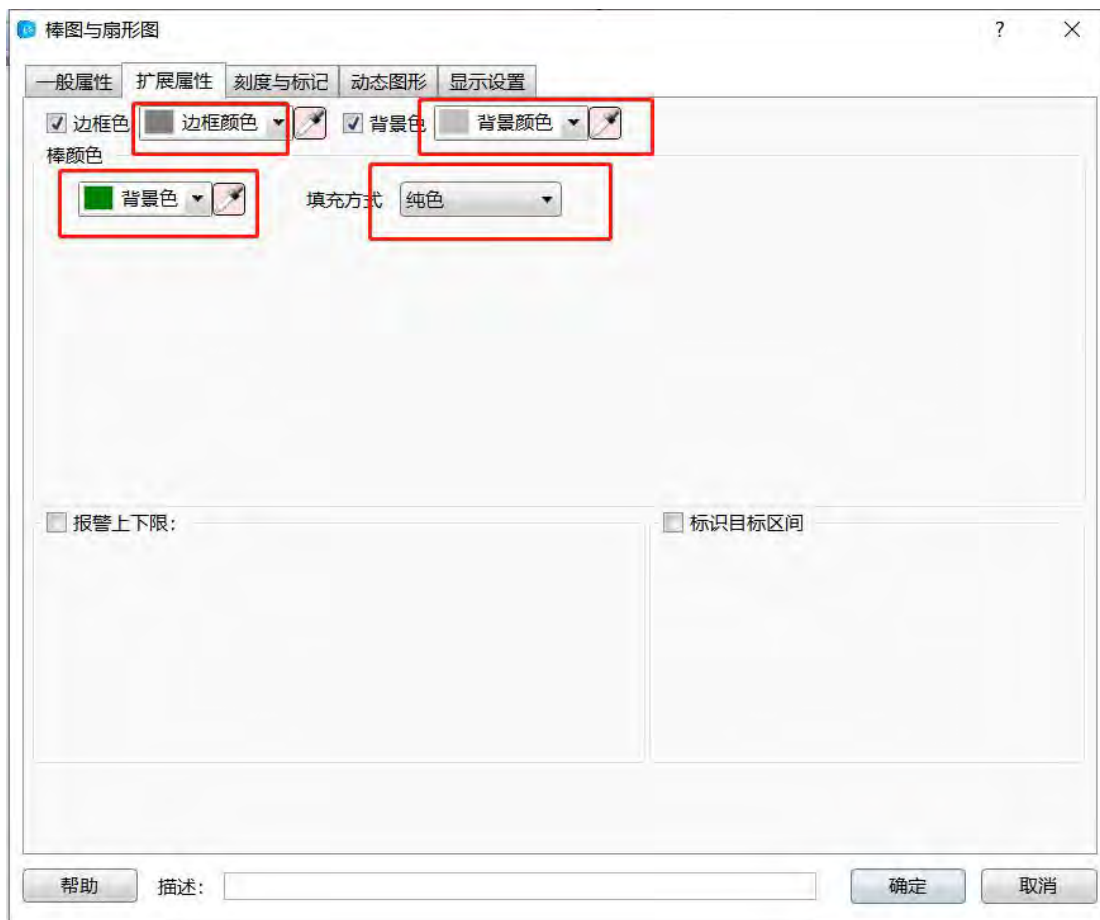 棒图与扇形图 ?
一般属性 扩展属性 刻度与标记 动态图形 显示设置
边框色 边框颜色 背景色 背景颜色
棒颜色
背景色 填充方式 纯色
报警上下限： 标识目标区间
帮助 描述： 确定 取消